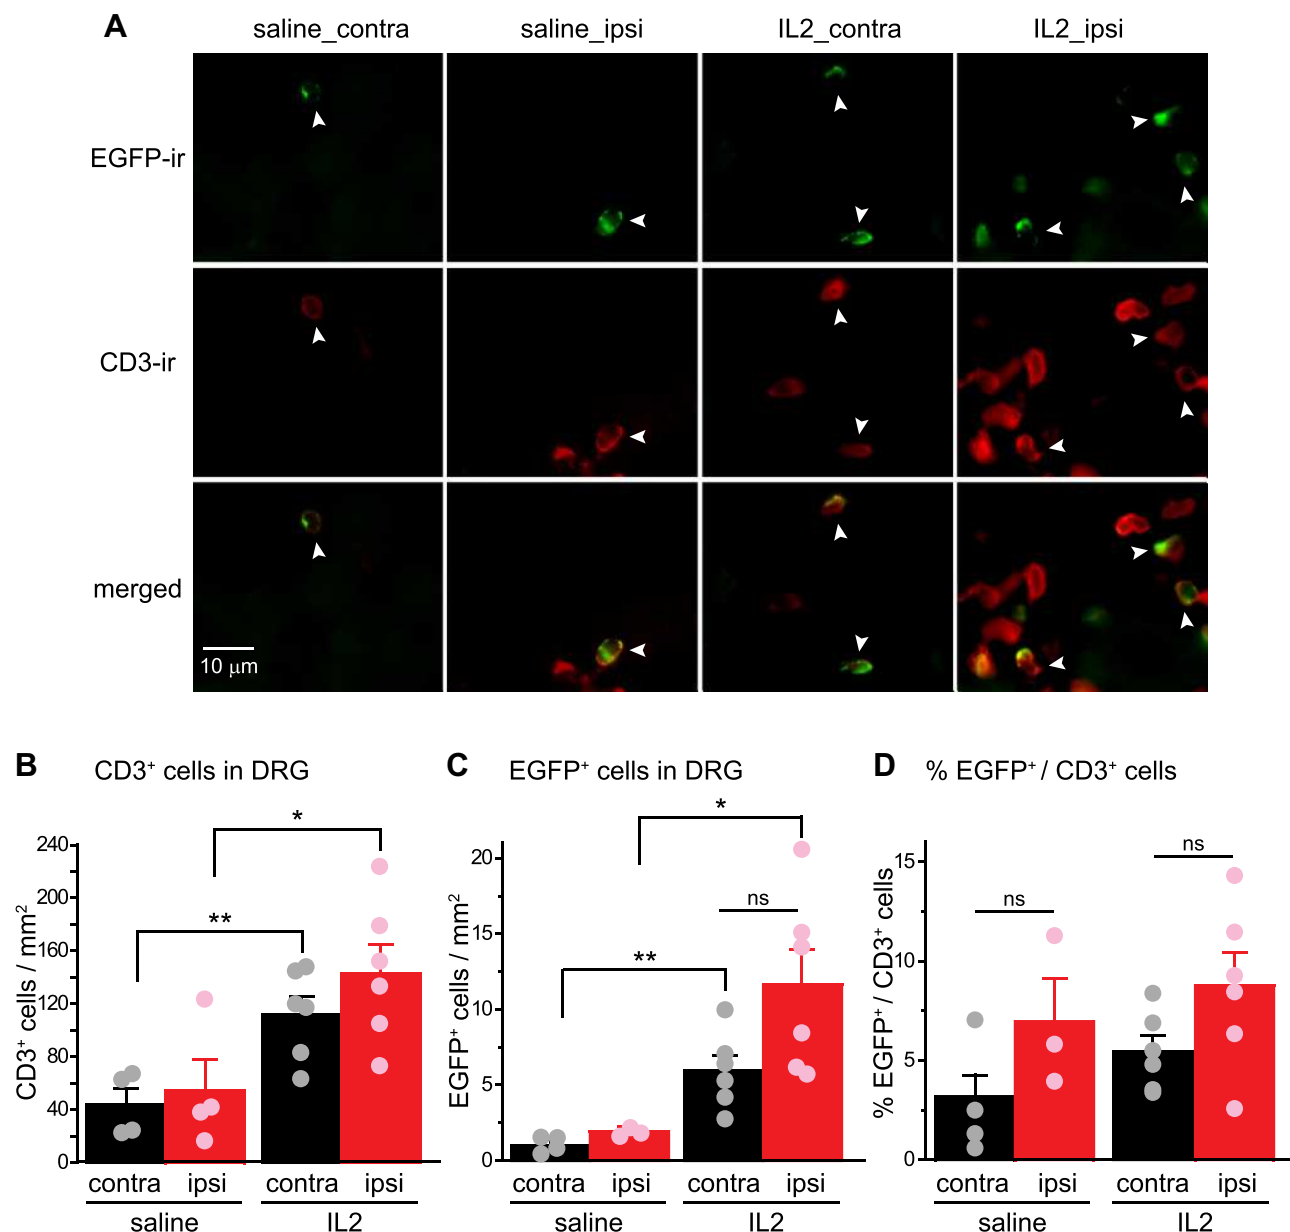 A
saline_contra saline_ipsi IL2_contra IL2_ipsi
EGFP-ir
CD3-ir
merged
10 μm
B CD3⁺ cells in DRG
CD3⁺ cells / mm²
240
200
160
120
80
40
0
**
*
contra ipsi contra ipsi
saline IL2
C EGFP⁺ cells in DRG
EGFP⁺ cells / mm²
20
15
10
5
0
**
ns
*
contra ipsi contra ipsi
saline IL2
D % EGFP⁺ / CD3⁺ cells
% EGFP⁺ / CD3⁺ cells
15
10
5
0
ns
ns
contra ipsi contra ipsi
saline IL2